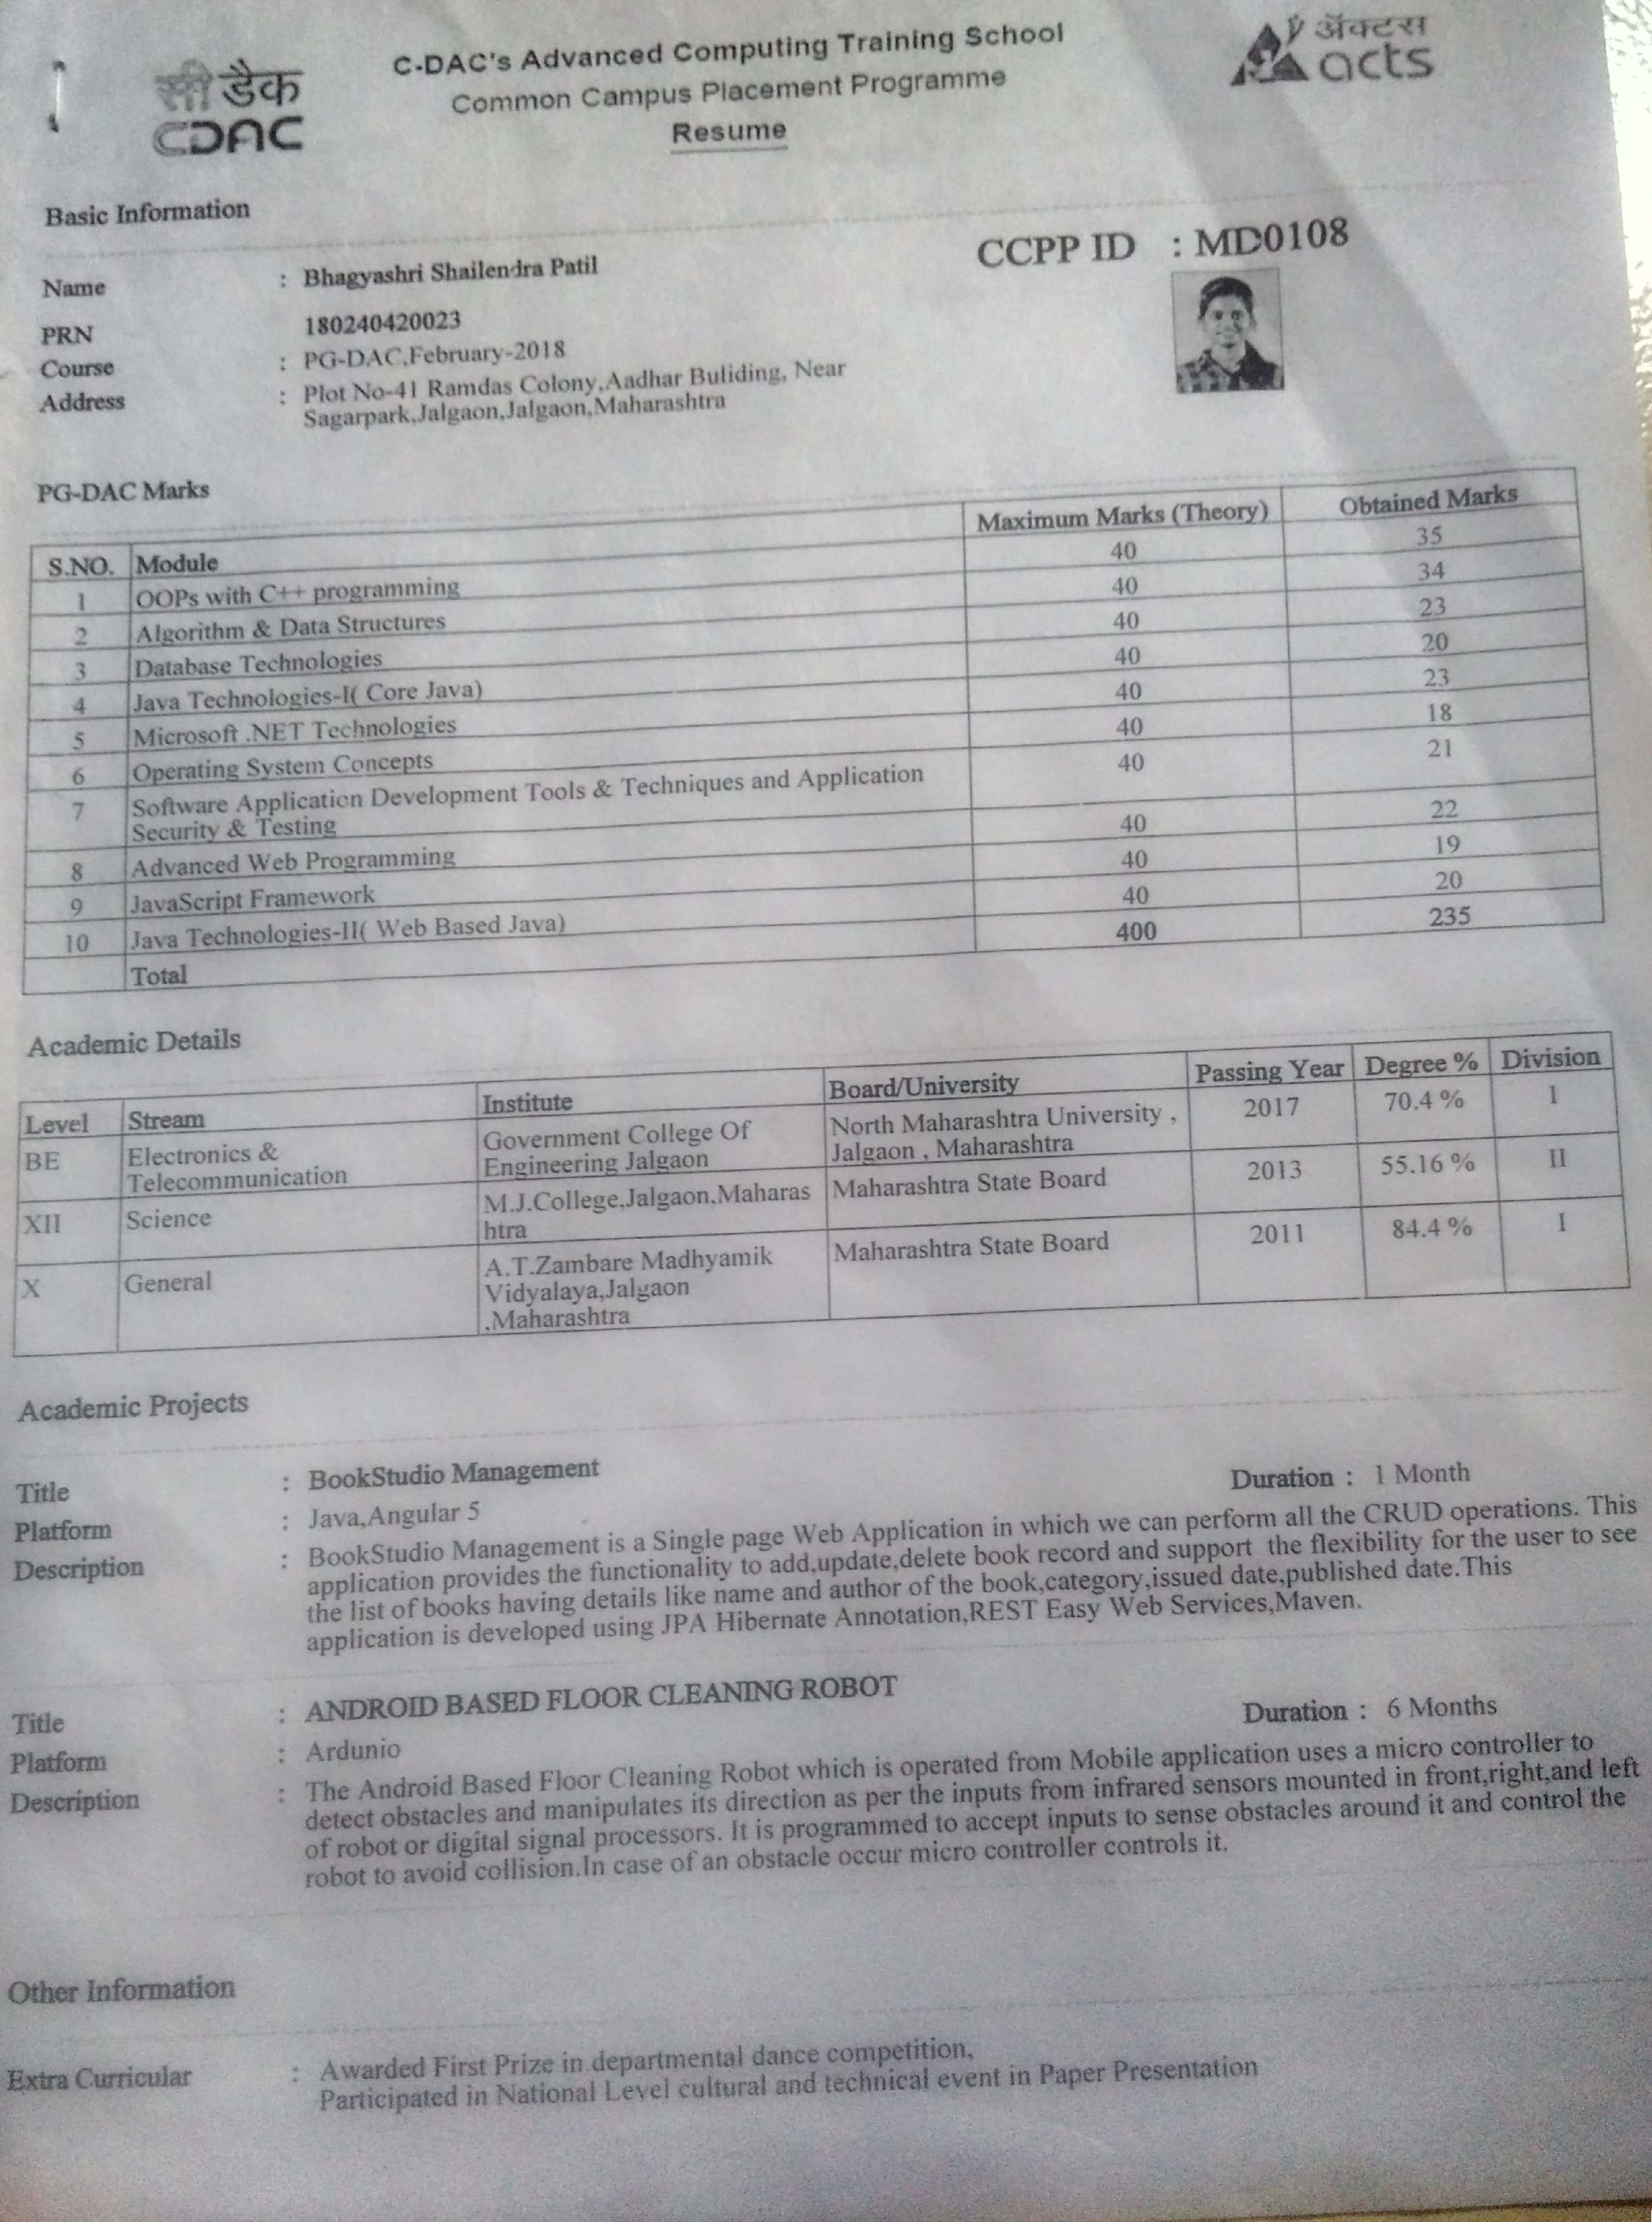 सी डैक
CDAC
C-DAC's Advanced Computing Training School
Common Campus Placement Programme
Resume
ॲक्टस
acts
Basic Information
CCPP ID : MD0108
Name : Bhagyashri Shailendra Patil
PRN 180240420023
Course : PG-DAC,February-2018
Address : Plot No-41 Ramdas Colony,Aadhar Buliding, Near
Sagarpark,Jalgaon,Jalgaon,Maharashtra
PG-DAC Marks
S.NO. Module Maximum Marks (Theory) Obtained Marks
1 OOPs with C++ programming 40 35
2 Algorithm & Data Structures 40 34
3 Database Technologies 40 23
4 Java Technologies-I( Core Java) 40 20
5 Microsoft .NET Technologies 40 23
6 Operating System Concepts 40 18
7 Software Application Development Tools & Techniques and Application 40 21
Security & Testing
8 Advanced Web Programming 40 22
9 JavaScript Framework 40 19
10 Java Technologies-II( Web Based Java) 40 20
Total 400 235
Academic Details
Level Stream Institute Board/University Passing Year Degree % Division
BE Electronics & Government College Of North Maharashtra University , 2017 70.4 % I
Telecommunication Engineering Jalgaon Jalgaon , Maharashtra
XII Science M.J.College,Jalgaon,Maharas Maharashtra State Board 2013 55.16 % II
htra
X General A.T.Zambare Madhyamik Maharashtra State Board 2011 84.4 % I
Vidyalaya,Jalgaon
,Maharashtra
Academic Projects
Title : BookStudio Management Duration : 1 Month
Platform : Java,Angular 5
Description : BookStudio Management is a Single page Web Application in which we can perform all the CRUD operations. This
application provides the functionality to add,update,delete book record and support the flexibility for the user to see
the list of books having details like name and author of the book,category,issued date,published date.This
application is developed using JPA Hibernate Annotation,REST Easy Web Services,Maven.
Title : ANDROID BASED FLOOR CLEANING ROBOT Duration : 6 Months
Platform : Ardunio
Description : The Android Based Floor Cleaning Robot which is operated from Mobile application uses a micro controller to
detect obstacles and manipulates its direction as per the inputs from infrared sensors mounted in front,right,and left
of robot or digital signal processors. It is programmed to accept inputs to sense obstacles around it and control the
robot to avoid collision.In case of an obstacle occur micro controller controls it.
Other Information
Extra Curricular : Awarded First Prize in departmental dance competition,
Participated in National Level cultural and technical event in Paper Presentation